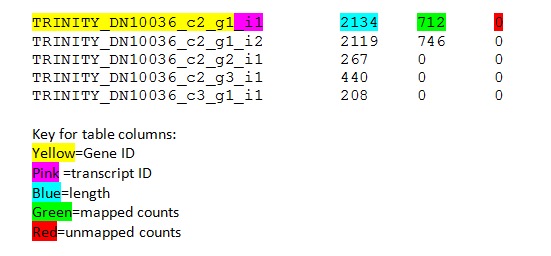 TRINITY_DN10036_c2_g1_i1 2134 712 0
TRINITY_DN10036_c2_g1_i2 2119 746 0
TRINITY_DN10036_c2_g2_i1 267 0 0
TRINITY_DN10036_c2_g3_i1 440 0 0
TRINITY_DN10036_c3_g1_i1 208 0 0
Key for table columns:
Yellow=Gene ID
Pink =transcript ID
Blue=length
Green=mapped counts
Red=unmapped counts